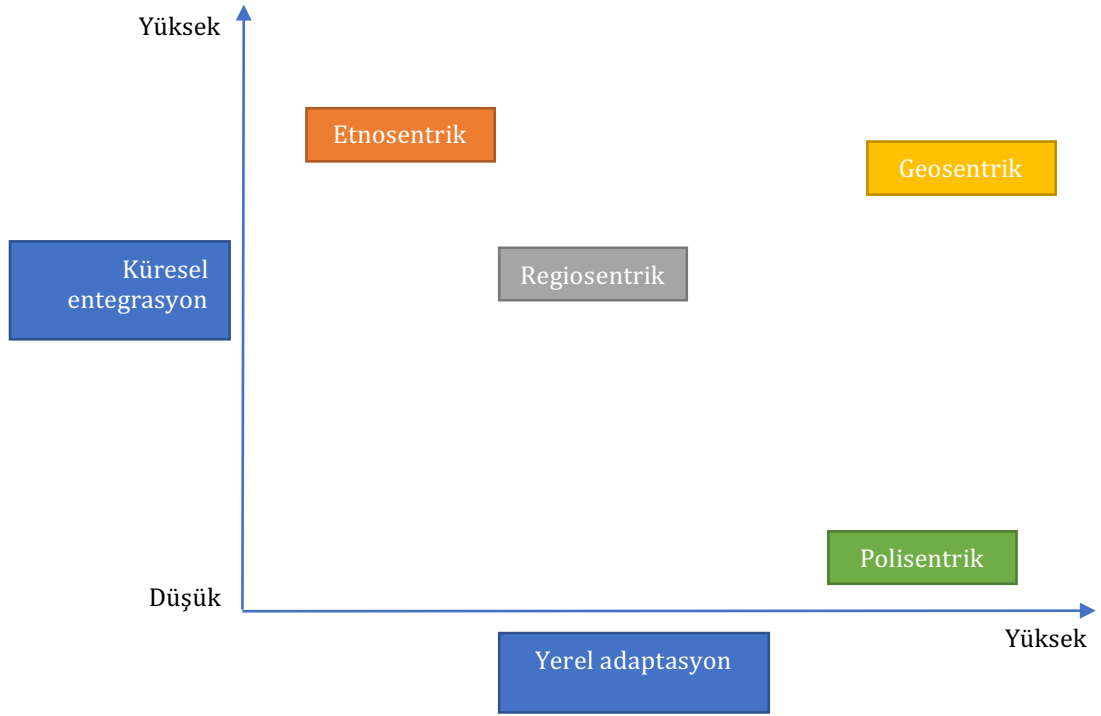 Yüksek
Etnosentrik
Geosentrik
Küresel
entegrasyon
Regiosentrik
Polisentrik
Düşük
Yüksek
Yerel adaptasyon